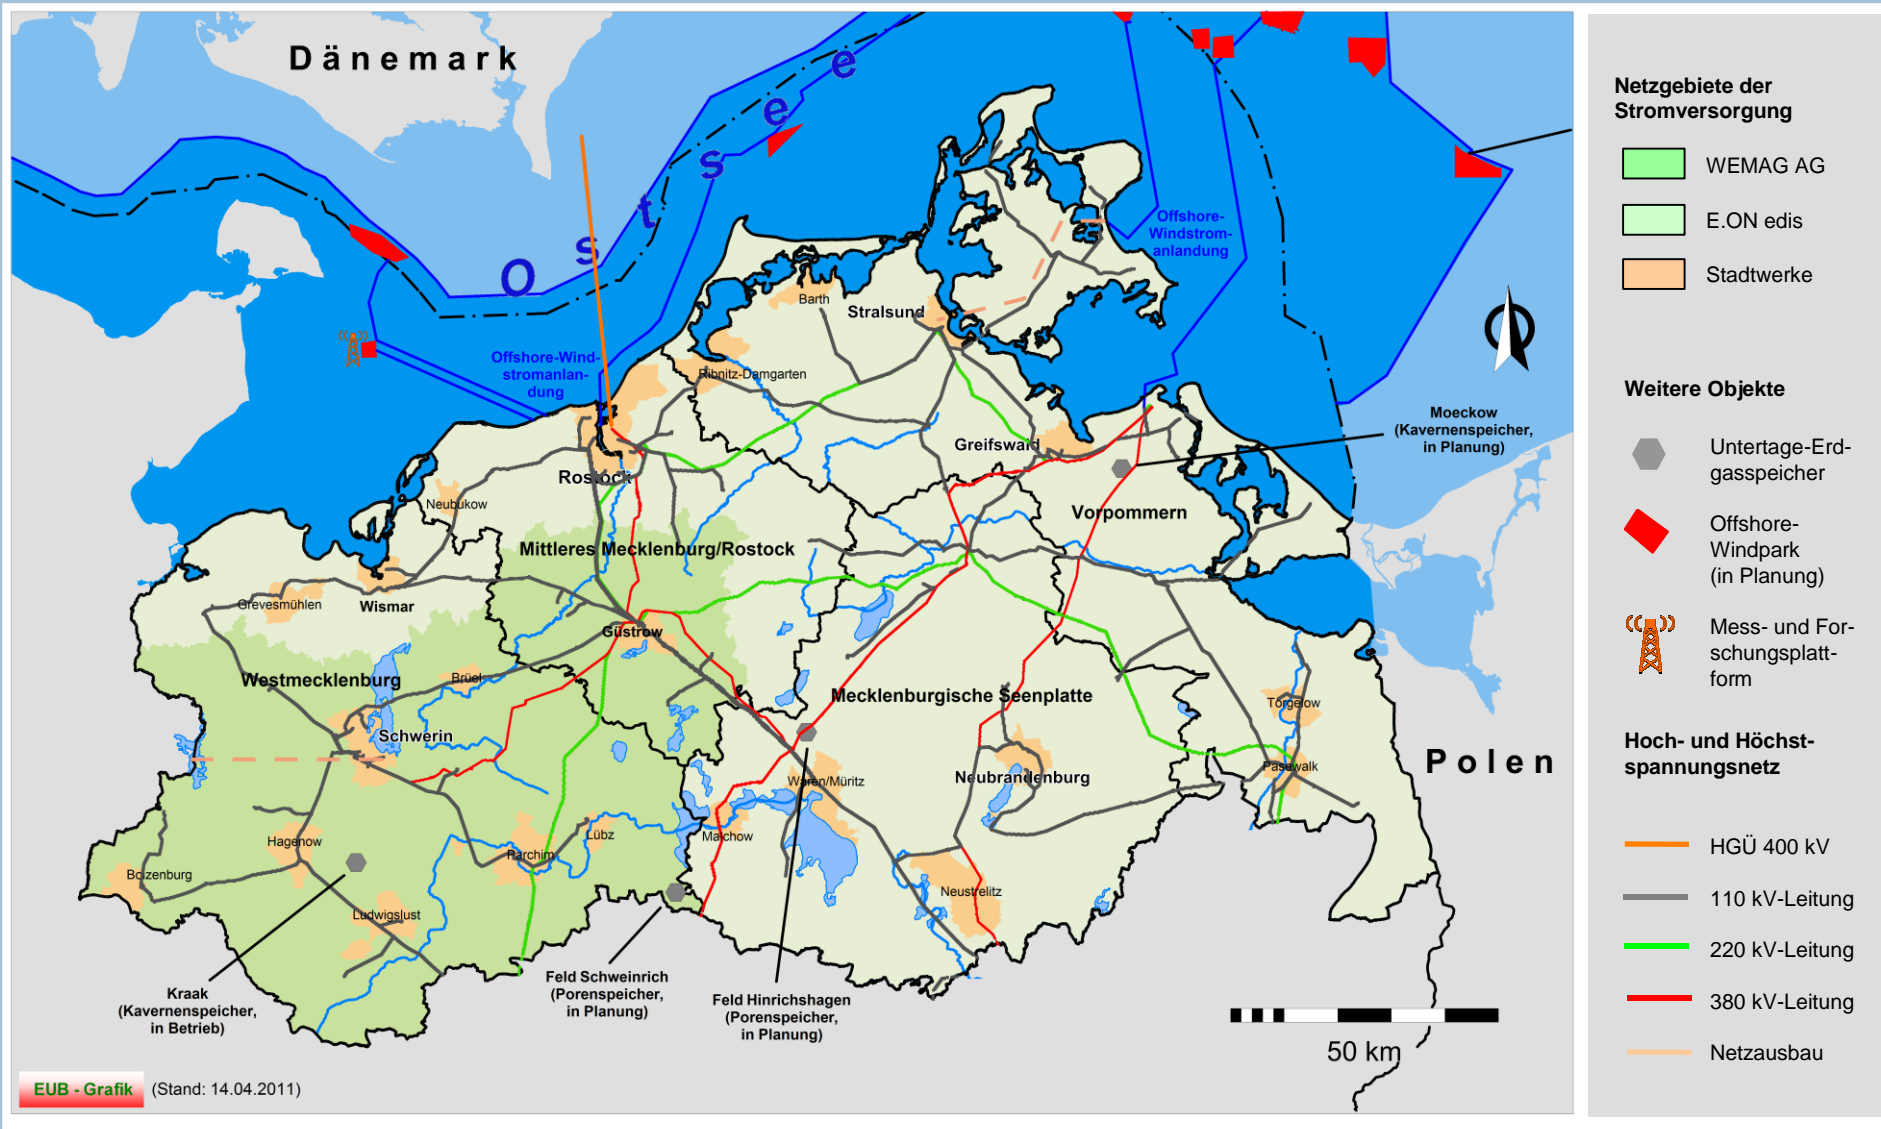 Dänemark
Ostsee
Offshore-
Windstrom-
anlandung
Barth
Stralsund
Offshore-Wind-
stromanlan-
dung
Ribnitz-Damgarten
Moeckow
(Kavernenspeicher,
in Planung)
Greifswald
Rostock
Neubukow
Vorpommern
Mittleres Mecklenburg/Rostock
Grevesmühlen
Wismar
Güstrow
Westmecklenburg
Brüel
Mecklenburgische Seenplatte
Torgelow
Schwerin
Polen
Pasewalk
Waren/Müritz
Neubrandenburg
Malchow
Lübz
Hagenow
Parchim
Boizenburg
Neustrelitz
Ludwigslust
Kraak
(Kavernenspeicher,
in Betrieb)
Feld Schweinrich
(Porenspeicher,
in Planung)
Feld Hinrichshagen
(Porenspeicher,
in Planung)
50 km
EUB - Grafik (Stand: 14.04.2011)
Netzgebiete der
Stromversorgung
WEMAG AG
E.ON edis
Stadtwerke
Weitere Objekte
Untertage-Erd-
gasspeicher
Offshore-
Windpark
(in Planung)
Mess- und For-
schungsplatt-
form
Hoch- und Höchst-
spannungsnetz
HGÜ 400 kV
110 kV-Leitung
220 kV-Leitung
380 kV-Leitung
Netzausbau